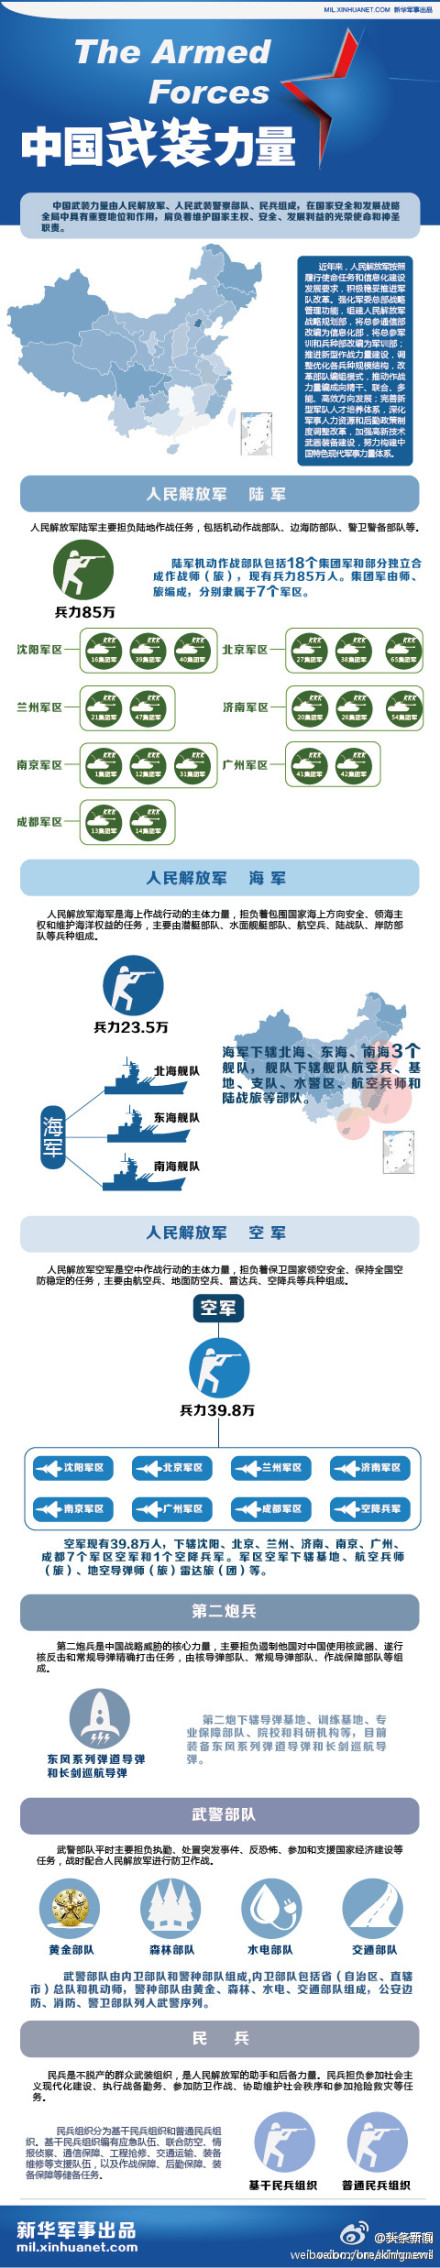 MIL.XINHUANET.COM 新华军事出品
The Armed
Forces
中国武装力量
中国武装力量由人民解放军、人民武装警察部队、民兵组成，在国家安全和发展战略
全局中具有重要地位和作用，肩负着维护国家主权、安全、发展利益的光荣使命和神圣
职责。
近年来，人民解放军按照
履行使命任务和信息化建设
发展要求，积极稳妥推进军
队改革。强化军委总部战略
管理功能，组建人民解放军
战略规划部，将总参通信部
改编为信息化部，将总参军
训和兵种部改编为军训部；
推进新型作战力量建设，调
整优化各兵种规模结构，改
革部队编组模式，推动作战
力量编成向精干、联合、多
能、高效方向发展；完善新
型军队人才培养体系，深化
军事人力资源和后勤政策制
度调整改革，加强高新技术
武器装备建设，努力构建中
国特色现代军事力量体系。
人民解放军 陆军
人民解放军陆军主要担负陆地作战任务，包括机动作战部队、边海防部队、警卫警备部队等。
兵力85万
陆军机动作战部队包括18个集团军和部分独立合
成作战师（旅），现有兵力85万人。集团军由师、
旅编成，分别隶属于7个军区。
沈阳军区 16集团军 39集团军 40集团军 北京军区 27集团军 38集团军 65集团军
兰州军区 21集团军 47集团军 济南军区 20集团军 26集团军 54集团军
南京军区 1集团军 12集团军 31集团军 广州军区 41集团军 42集团军
成都军区 13集团军 14集团军
人民解放军 海军
人民解放军海军是海上作战行动的主体力量，担负着包围国家海上方向安全、领海主
权和维护海洋权益的任务，主要由潜艇部队、水面舰艇部队、航空兵、陆战队、岸防部
队等兵种组成。
兵力23.5万
海军
北海舰队
东海舰队
南海舰队
海军下辖北海、东海、南海3个
舰队，舰队下辖舰队航空兵、基
地、支队、水警区、航空兵师和
陆战旅等部队。
人民解放军 空军
人民解放军空军是空中作战行动的主体力量，担负着保卫国家领空安全、保持全国空
防稳定的任务，主要由航空兵、地面防空兵、雷达兵、空降兵等兵种组成。
空军
兵力39.8万
沈阳军区 北京军区 兰州军区 济南军区
南京军区 广州军区 成都军区 空降兵军
空军现有39.8万人，下辖沈阳、北京、兰州、济南、南京、广州、
成都7个军区空军和1个空降兵军。军区空军下辖基地、航空兵师
（旅）、地空导弹师（旅）雷达旅（团）等。
第二炮兵
第二炮兵是中国战略威胁的核心力量，主要担负遏制他国对中国使用核武器、遂行
核反击和常规导弹精确打击任务，由核导弹部队、常规导弹部队、作战保障部队等组
成。
东风系列弹道导弹
和长剑巡航导弹
第二炮下辖导弹基地、训练基地、专
业保障部队、院校和科研机构等，目前
装备东风系列弹道导弹和长剑巡航导
弹。
武警部队
武警部队平时主要担负执勤、处置突发事件、反恐怖、参加和支援国家经济建设等
任务，战时配合人民解放军进行防卫作战。
黄金部队 森林部队 水电部队 交通部队
武警部队由内卫部队和警种部队组成,内卫部队包括省（自治区、直辖
市）总队和机动师，警种部队由黄金、森林、水电、交通部队组成，公安边
防、消防、警卫部队列入武警序列。
民 兵
民兵是不脱产的群众武装组织，是人民解放军的助手和后备力量。民兵担负参加社会主
义现代化建设、执行战备勤务、参加防卫作战、协助维护社会秩序和参加抢险救灾等任
务。
民兵组织分为基干民兵组织和普通民兵组
织。基干民兵组织编有应急队伍、联合防空、情
报侦察、通信保障、工程抢修、交通运输、装备
维修等支援队伍，以及作战保障、后勤保障、装
备保障等储备任务。
基干民兵组织 普通民兵组织
新华军事出品
mil.xinhuanet.com
头条新闻